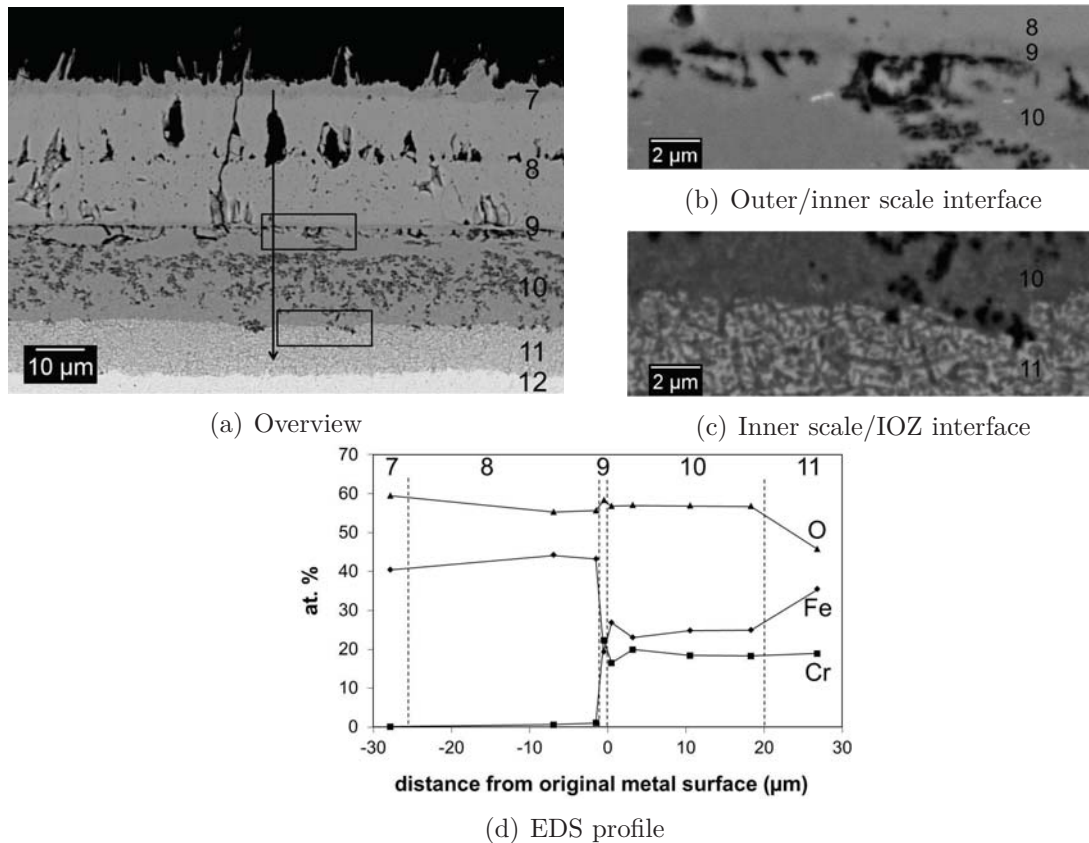 7
8
9
10
11
12
10 µm
(a) Overview
8
9
10
2 µm
(b) Outer/inner scale interface
10
11
2 µm
(c) Inner scale/IOZ interface
70
60
50
40
30
20
10
0
at. %
7 8 9 10 11
O
Fe
Cr
-30 -20 -10 0 10 20 30
distance from original metal surface (µm)
(d) EDS profile